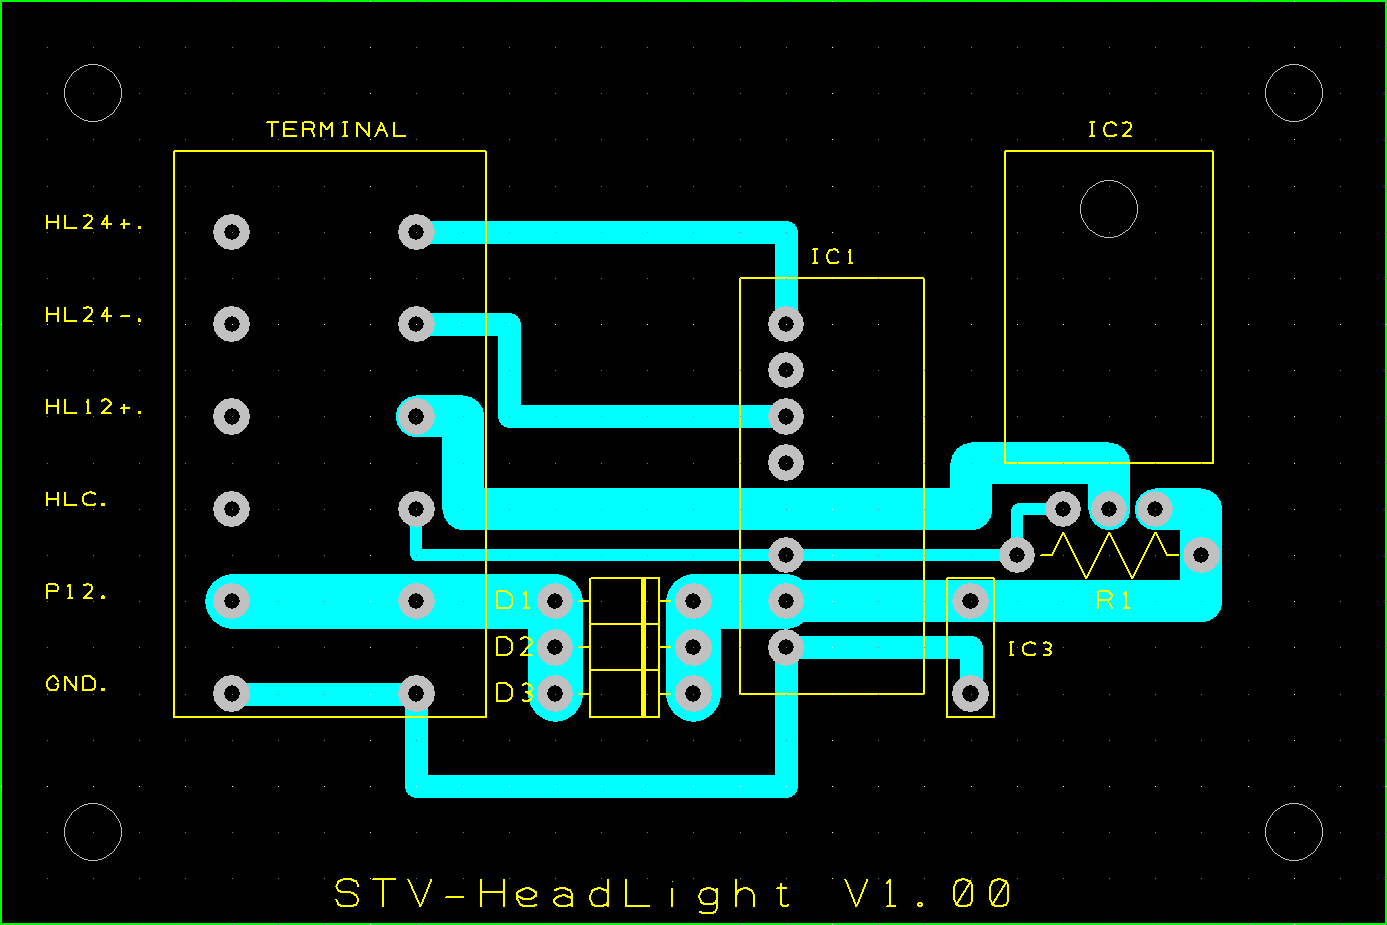 TERMINAL
IC2
HL24+.
IC1
HL24-.
HL12+.
HLC.
P12.
D1
R1
D2
IC3
GND.
D3
STV-HeadLight V1.00